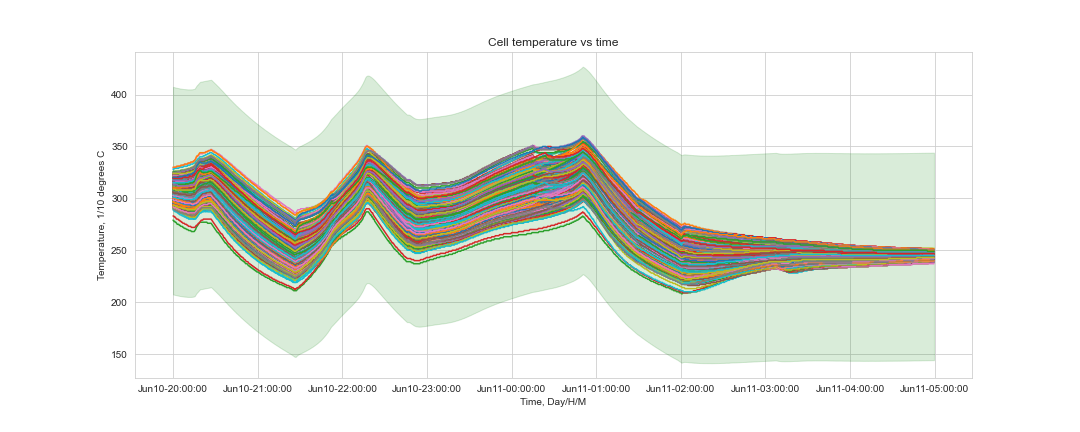 Cell temperature vs time
Temperature, 1/10 degrees C
400
350
300
250
200
150
Jun10-20:00:00 Jun10-21:00:00 Jun10-22:00:00 Jun10-23:00:00 Jun11-00:00:00 Jun11-01:00:00 Jun11-02:00:00 Jun11-03:00:00 Jun11-04:00:00 Jun11-05:00:00
Time, Day/H/M